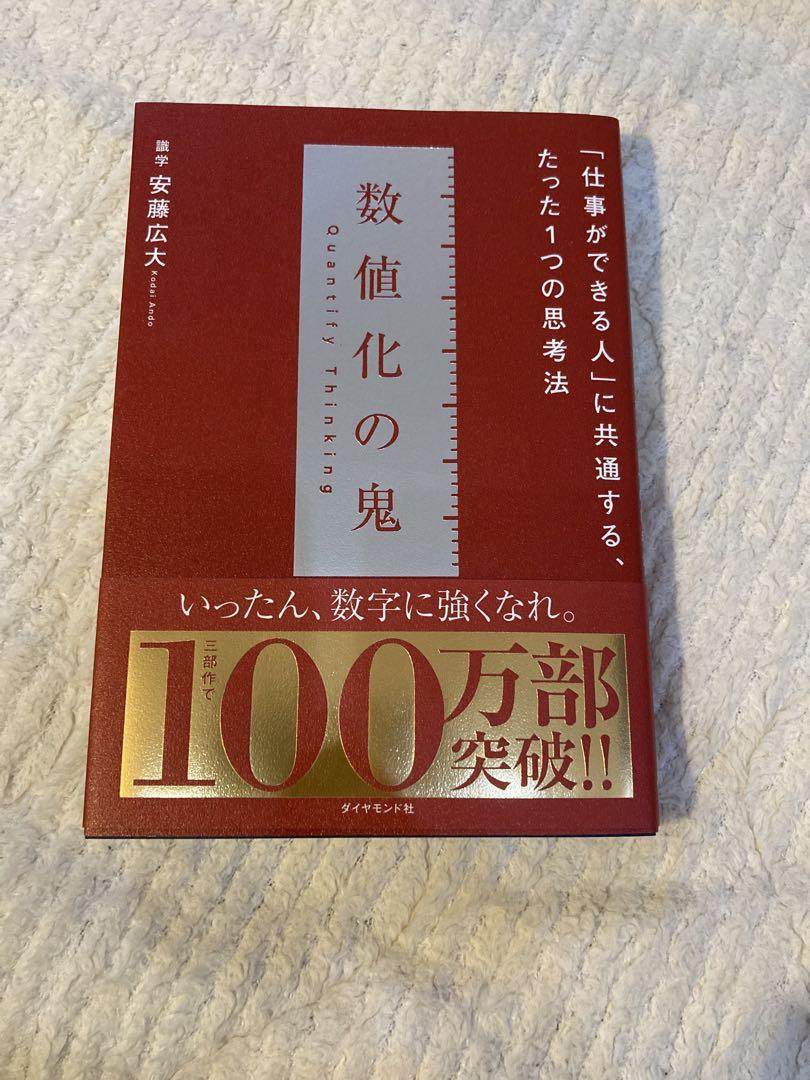 「仕事ができる人」に共通する、
たった1つの思考法
数値化の鬼
Quantify Thinking
識学 安藤広大
Kodai Ando
いったん、数字に強くなれ。
三部作で
100万部
突破!!
ダイヤモンド社